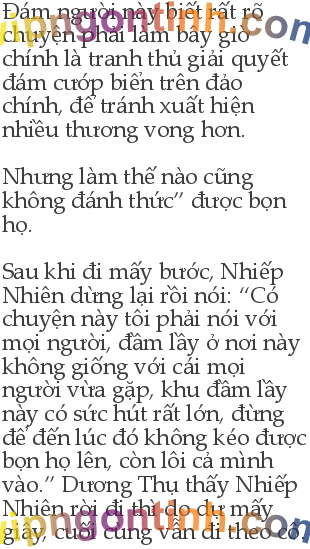 Đám người này biết rất rõ
chuyện phải làm bây giờ
chính là tranh thủ giải quyết
đám cướp biển trên đảo
chính, để tránh xuất hiện
nhiều thương vong hơn.
Nhưng làm thế nào cũng
không đánh thức” được bọn
họ.
Sau khi đi mấy bước, Nhiếp
Nhiên dừng lại rồi nói: “Có
chuyện này tôi phải nói với
mọi người, đầm lầy ở nơi này
không giống với cái mọi
người vừa gặp, khu đầm lầy
này có sức hút rất lớn, đừng
để đến lúc đó không kéo được
bọn họ lên, còn lôi cả mình
vào.” Dương Thụ thấy Nhiếp
Nhiên rời đi thì do dự mấy
giây, cuối cùng vẫn đi theo cô.
vipngontinh.com
vipngontinh.com